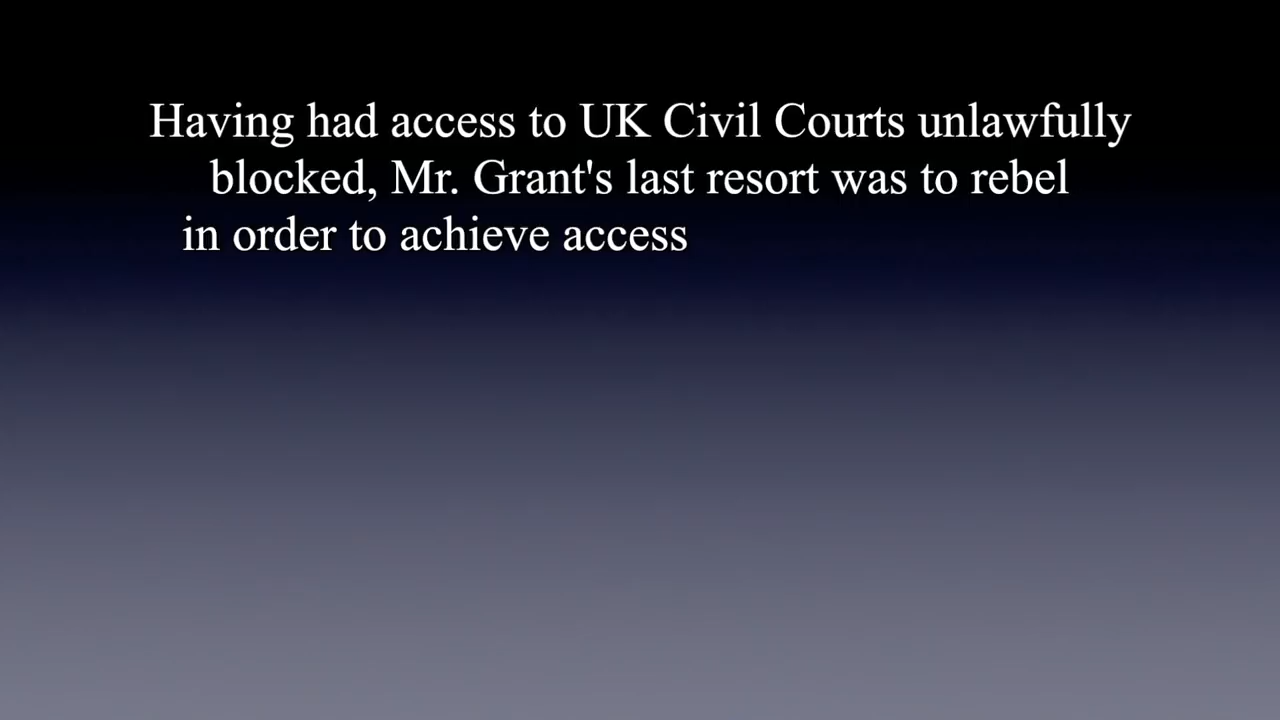 Having had access to UK Civil Courts unlawfully
blocked, Mr. Grant's last resort was to rebel
in order to achieve access